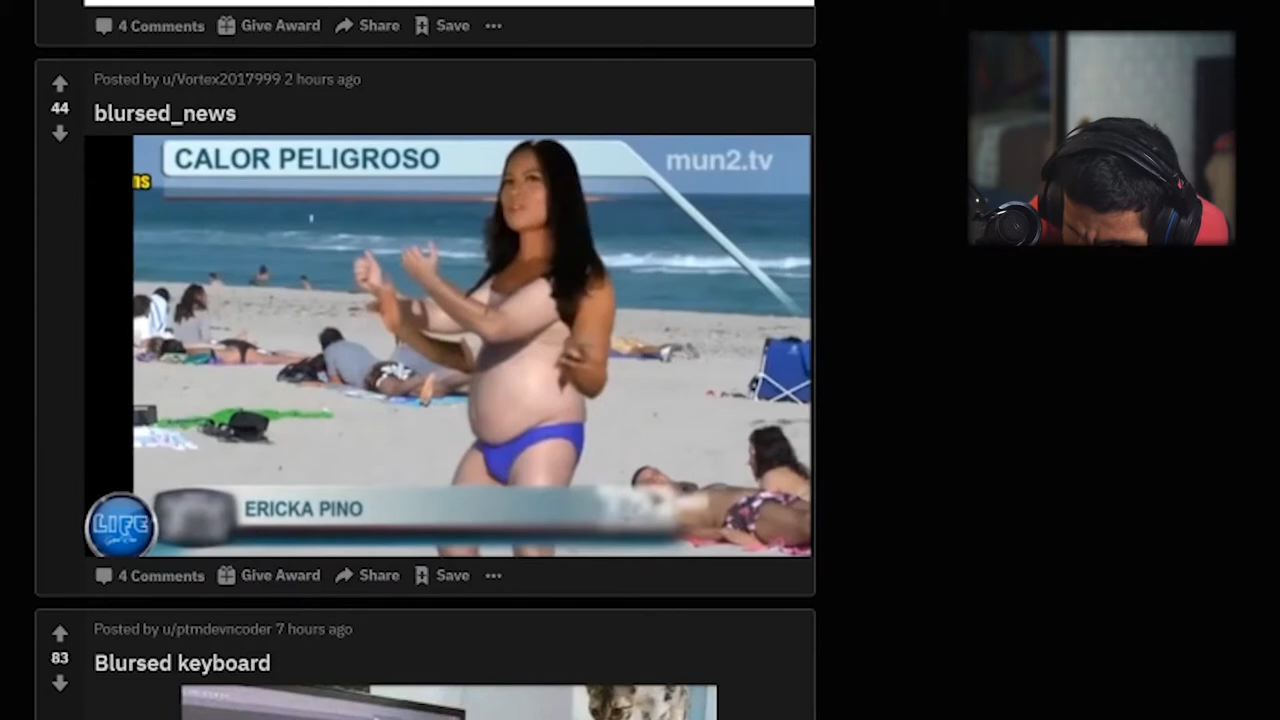 4 Comments Give Award Share Save ...
Posted by u/Vortex2017999 2 hours ago
44
blursed_news
CALOR PELIGROSO
mun2.tv
ns
ERICKA PINO
LIFE
4 Comments Give Award Share Save ...
Posted by u/ptmdevncoder 7 hours ago
83
Blursed keyboard